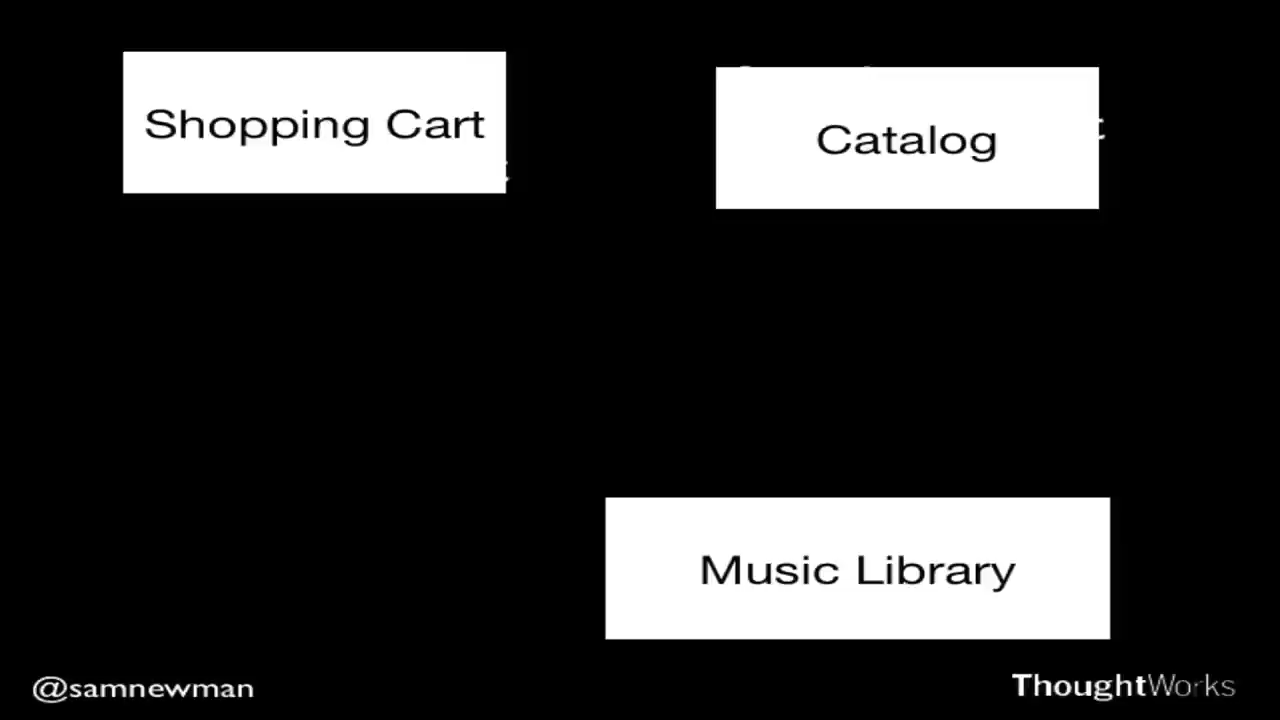 Shopping Cart
Catalog
Music Library
@samnewman
ThoughtWorks